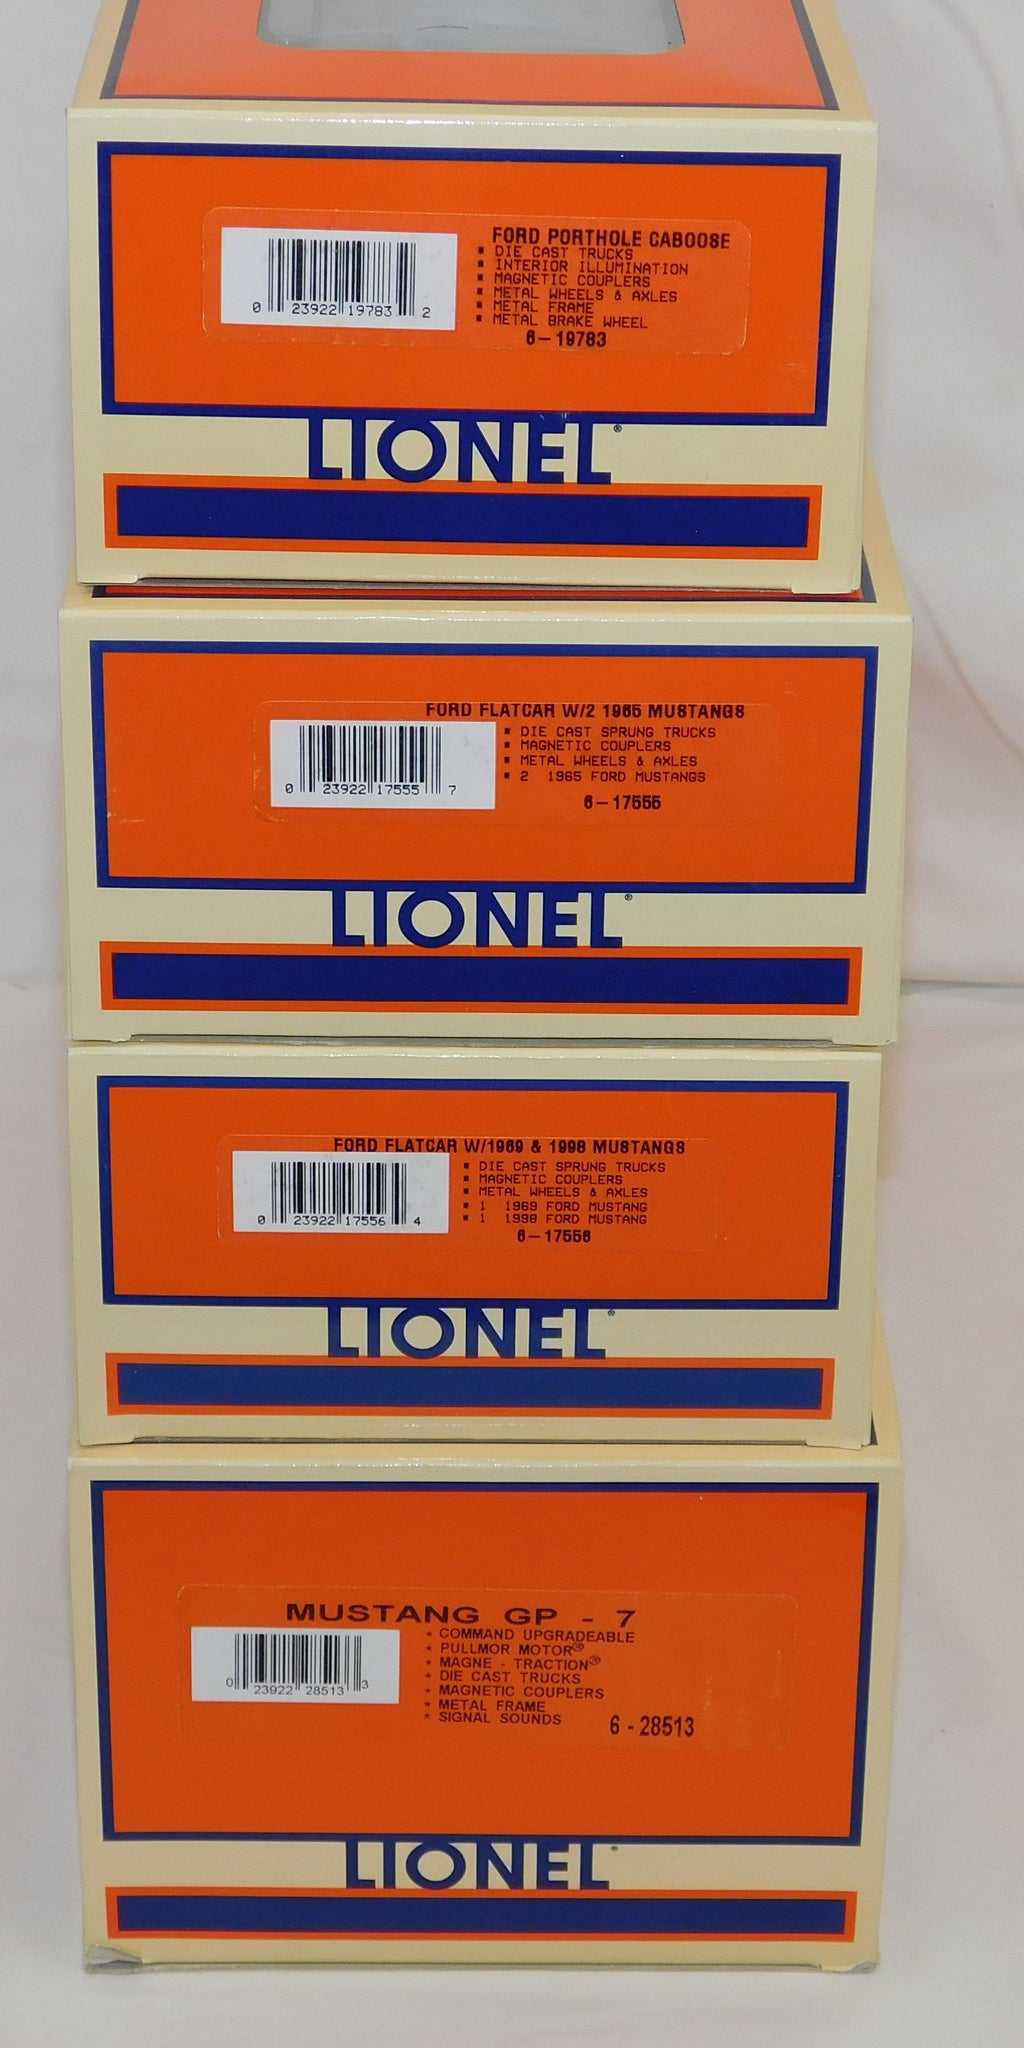 FORD PORTHOLE CABOOSE
▪ DIE CAST TRUCKS
▪ INTERIOR ILLUMINATION
▪ MAGNETIC COUPLERS
▪ METAL WHEELS & AXLES
▪ METAL FRAME
▪ METAL BRAKE WHEEL
6-19783
0 23922 19783 2
LIONEL®
FORD FLATCAR W/2 1965 MUSTANGS
▪ DIE CAST SPRUNG TRUCKS
▪ MAGNETIC COUPLERS
▪ METAL WHEELS & AXLES
▪ 2 1965 FORD MUSTANGS
6-17555
0 23922 17555 7
LIONEL®
FORD FLATCAR W/1969 & 1998 MUSTANGS
▪ DIE CAST SPRUNG TRUCKS
▪ MAGNETIC COUPLERS
▪ METAL WHEELS & AXLES
▪ 1 1969 FORD MUSTANG
▪ 1 1998 FORD MUSTANG
6-17556
0 23922 17556 4
LIONEL®
MUSTANG GP - 7
* COMMAND UPGRADEABLE
* PULLMOR MOTOR®
* MAGNE - TRACTION®
* DIE CAST TRUCKS
* MAGNETIC COUPLERS
* METAL FRAME
* SIGNAL SOUNDS
6 - 28513
0 23922 28513 3
LIONEL®